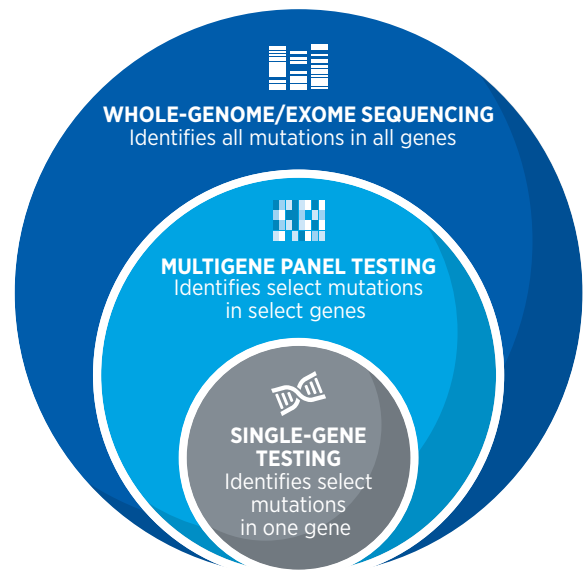 WHOLE-GENOME/EXOME SEQUENCING
Identifies all mutations in all genes
MULTIGENE PANEL TESTING
Identifies select mutations
in select genes
SINGLE-GENE
TESTING
Identifies select
mutations
in one gene